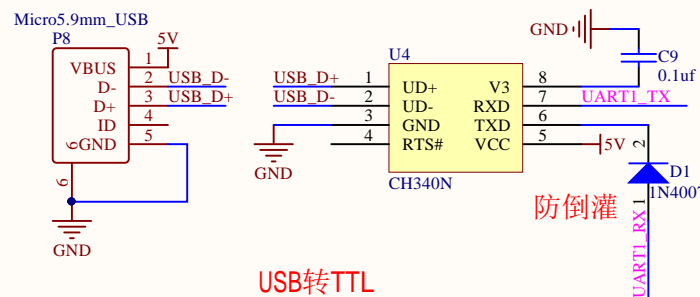 Micro5.9mm_USB
P8
5V
VBUS 1
D- 2 USB_D-
D+ 3 USB_D+
ID 4
GND 5
6
6
GND
USB_D+ 1 UD+
USB_D- 2 UD-
3 GND
4 RTS#
GND
U4
V3 8
RXD 7 UART1_TX
TXD 6
VCC 5 5V
CH340N
GND
C9
0.1uf
2
D1
1N4007
1
UART1_RX
防倒灌
USB转TTL